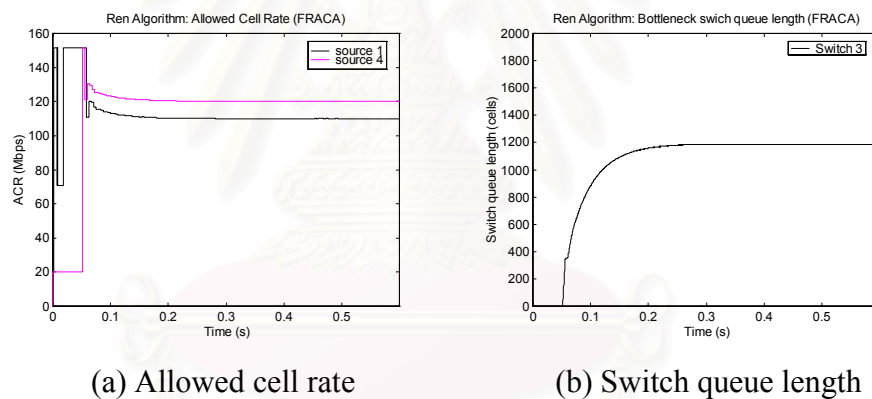 Ren Algorithm: Allowed Cell Rate (FRACA)
160
140
120
100
80
60
40
20
0
ACR (Mbps)
source 1
source 4
0 0.1 0.2 0.3 0.4 0.5
Time (s)
(a) Allowed cell rate
Ren Algorithm: Bottleneck swich queue length (FRACA)
2000
1800
1600
1400
1200
1000
800
600
400
200
0
Switch queue length (cells)
Switch 3
0 0.1 0.2 0.3 0.4 0.5
Time (s)
(b) Switch queue length